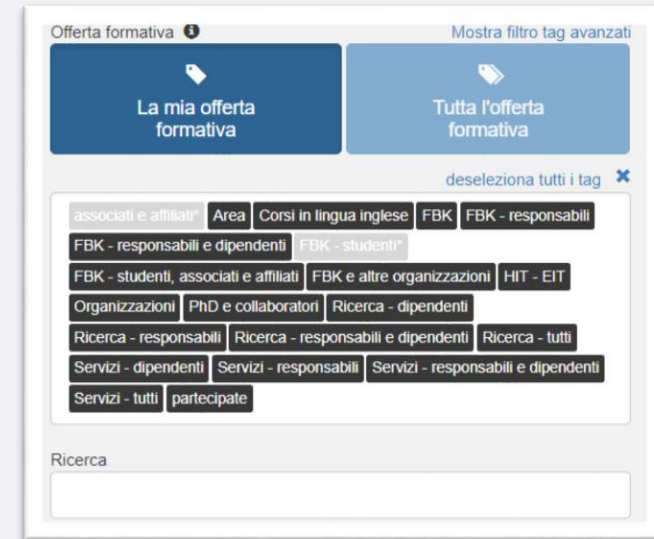 Offerta formativa
Mostra filtro tag avanzati
La mia offerta
formativa
Tutta l'offerta
formativa
deseleziona tutti i tag ×
associati e affiliati* Area Corsi in lingua inglese FBK FBK - responsabili
FBK - responsabili e dipendenti FBK - studenti*
FBK - studenti, associati e affiliati FBK e altre organizzazioni HIT - EIT
Organizzazioni PhD e collaboratori Ricerca - dipendenti
Ricerca - responsabili Ricerca - responsabili e dipendenti Ricerca - tutti
Servizi - dipendenti Servizi - responsabili Servizi - responsabili e dipendenti
Servizi - tutti partecipate
Ricerca